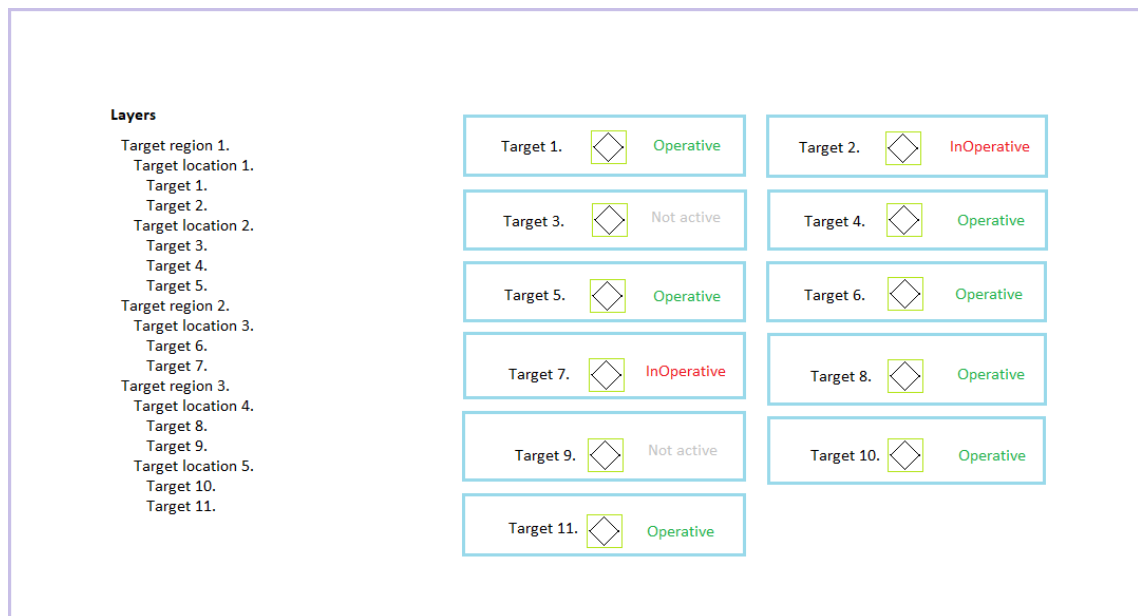 Layers
Target region 1.
Target location 1.
Target 1.
Target 2.
Target location 2.
Target 3.
Target 4.
Target 5.
Target region 2.
Target location 3.
Target 6.
Target 7.
Target region 3.
Target location 4.
Target 8.
Target 9.
Target location 5.
Target 10.
Target 11.
Target 1. Operative
Target 2. InOperative
Target 3. Not active
Target 4. Operative
Target 5. Operative
Target 6. Operative
Target 7. InOperative
Target 8. Operative
Target 9. Not active
Target 10. Operative
Target 11. Operative